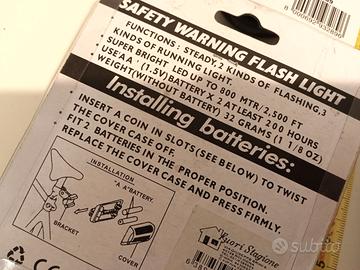 SAFETY WARNING FLASH LIGHT
FUNCTIONS: STEADY,2 KINDS OF FLASHING,3
KINDS OF RUNNING LIGHT.
• SUPER BRIGHT LED UP TO 800 MTR/2,500 FT
• USE AA (1.5V) BATTERY X 2 AT LEAST 200 HOURS
• WEIGHT(WITHOUT BATTERY) 32 GRAMS (1 1/8 OZ)
Installing batteries:
INSERT A COIN IN SLOTS(SEE BELOW) TO TWIST
THE COVER CASE OFF.
FIT 2 BATTERIES IN THE PROPER POSITION.
REPLACE THE COVER CASE AND PRESS FIRMLY.
INSTALLATION
"A.A"BATTERY
BRACKET
COVER
CE
Fiori Stagione
subito